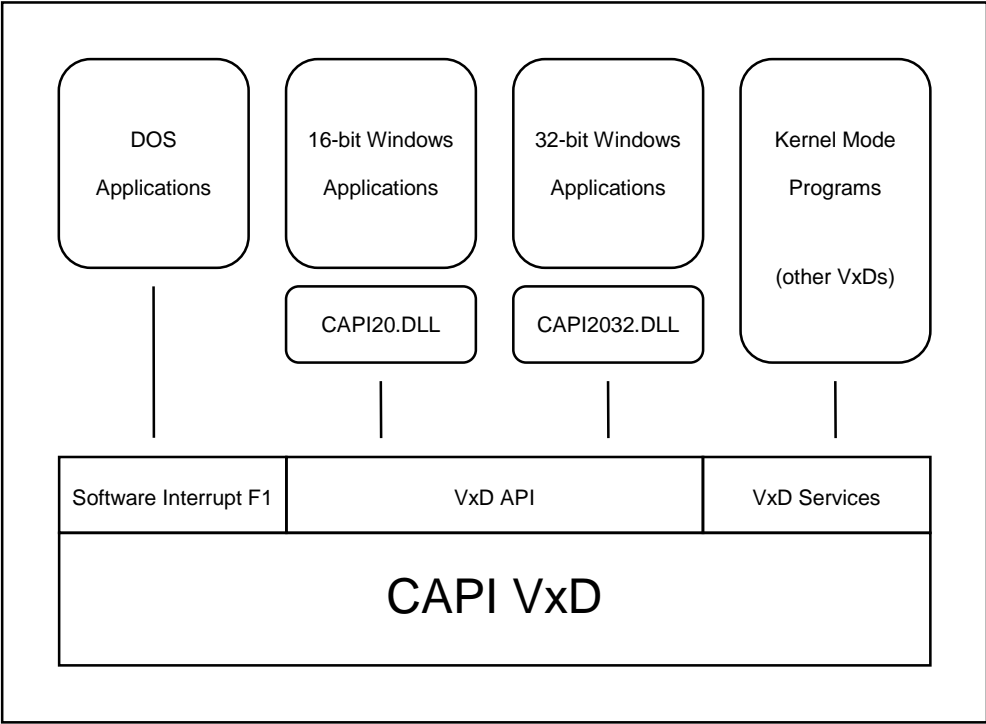 DOS
Applications
16-bit Windows
Applications
32-bit Windows
Applications
Kernel Mode
Programs
(other VxDs)
CAPI20.DLL
CAPI2032.DLL
Software Interrupt F1
VxD API
VxD Services
CAPI VxD